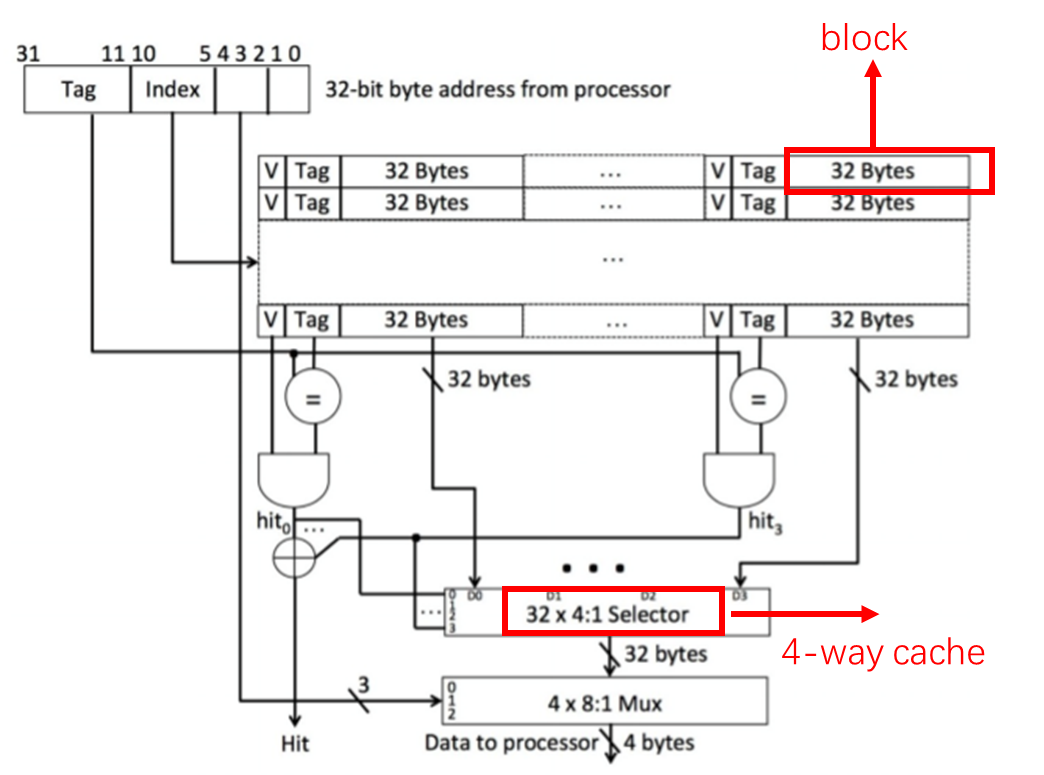 block
31 11 10 5 4 3 2 1 0
Tag Index 32-bit byte address from processor
V Tag 32 Bytes ... V Tag 32 Bytes
V Tag 32 Bytes ... V Tag 32 Bytes
...
V Tag 32 Bytes ... V Tag 32 Bytes
32 bytes 32 bytes
= =
hit0 ... hit3
• • •
0 D0 D1 D2 D3
1
... 2 32 x 4:1 Selector
3
4-way cache
32 bytes
3 0
1 4 x 8:1 Mux
2
Hit Data to processor 4 bytes